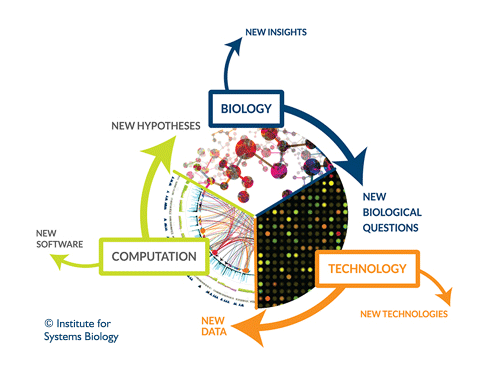 NEW INSIGHTS
BIOLOGY
NEW HYPOTHESES
NEW
BIOLOGICAL
QUESTIONS
NEW
SOFTWARE
COMPUTATION
TECHNOLOGY
NEW TECHNOLOGIES
NEW
DATA
© Institute for
Systems Biology